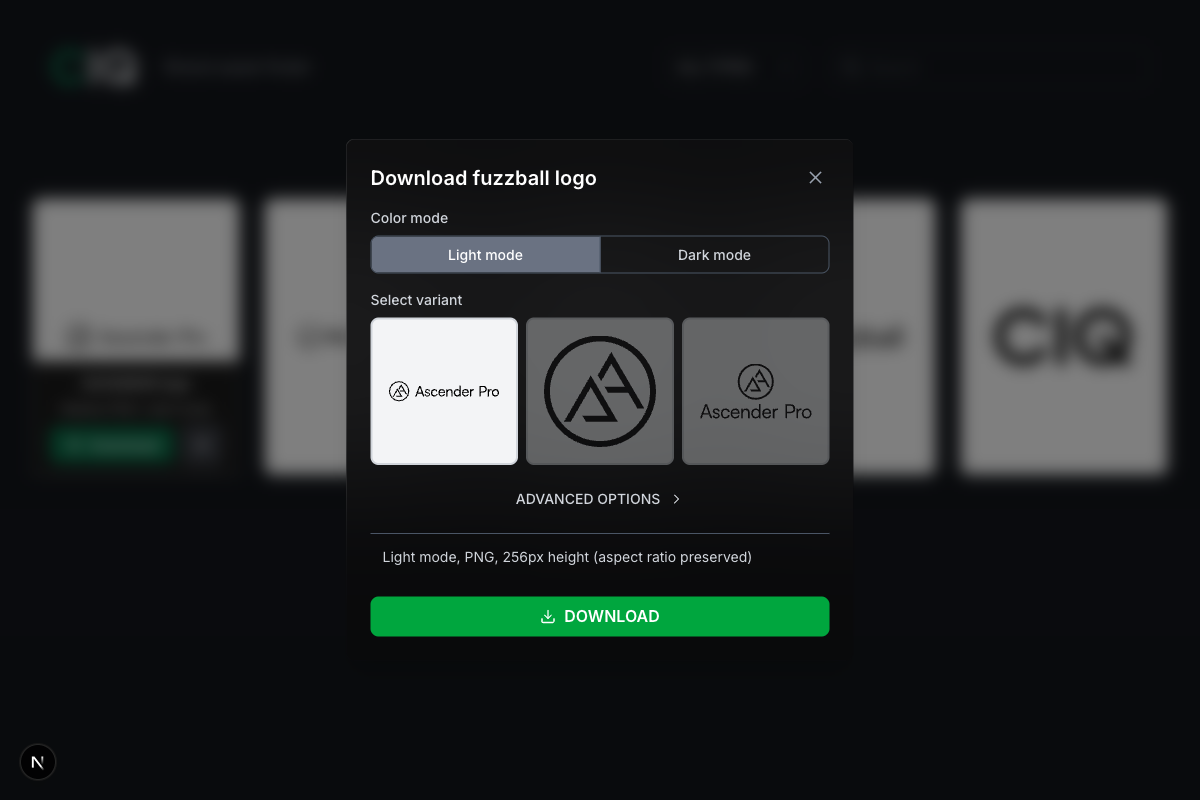 CIQ
Download fuzzball logo
Color mode
Light mode
Dark mode
Select variant
Ascender Pro
Ascender Pro
ADVANCED OPTIONS
Light mode, PNG, 256px height (aspect ratio preserved)
DOWNLOAD
CIQ
N